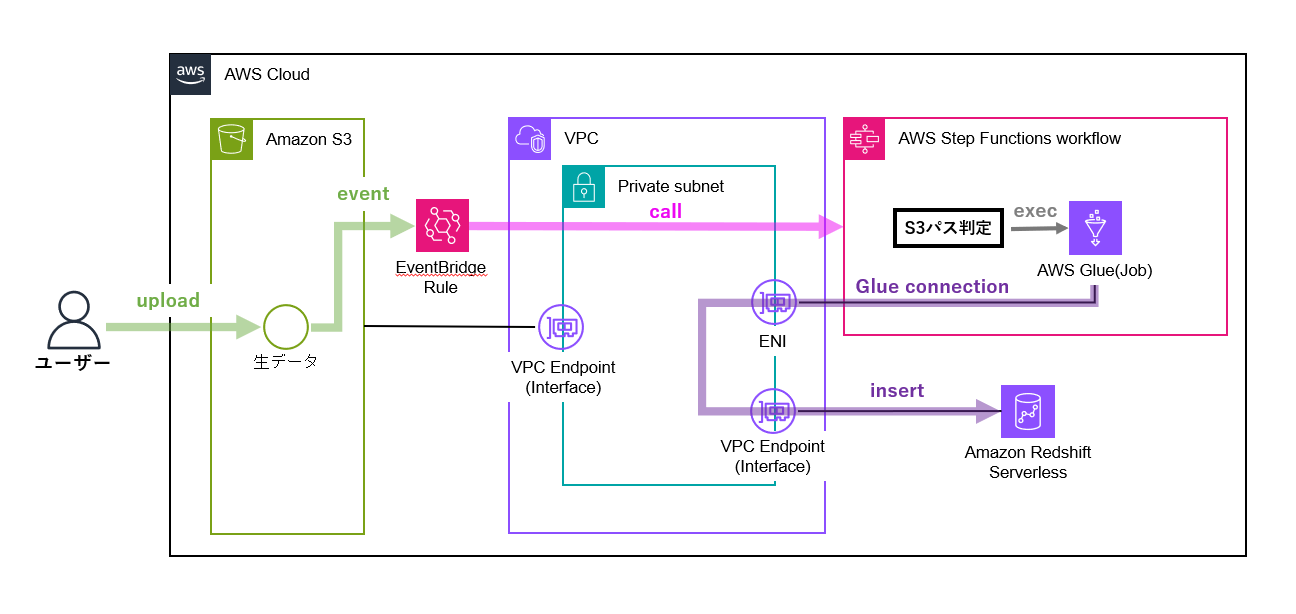 aws
AWS Cloud
Amazon S3
VPC
AWS Step Functions workflow
Private subnet
event
call
S3パス判定
exec
EventBridge
Rule
AWS Glue(Job)
upload
Glue connection
ユーザー
生データ
ENI
VPC Endpoint
(Interface)
insert
VPC Endpoint
(Interface)
Amazon Redshift
Serverless